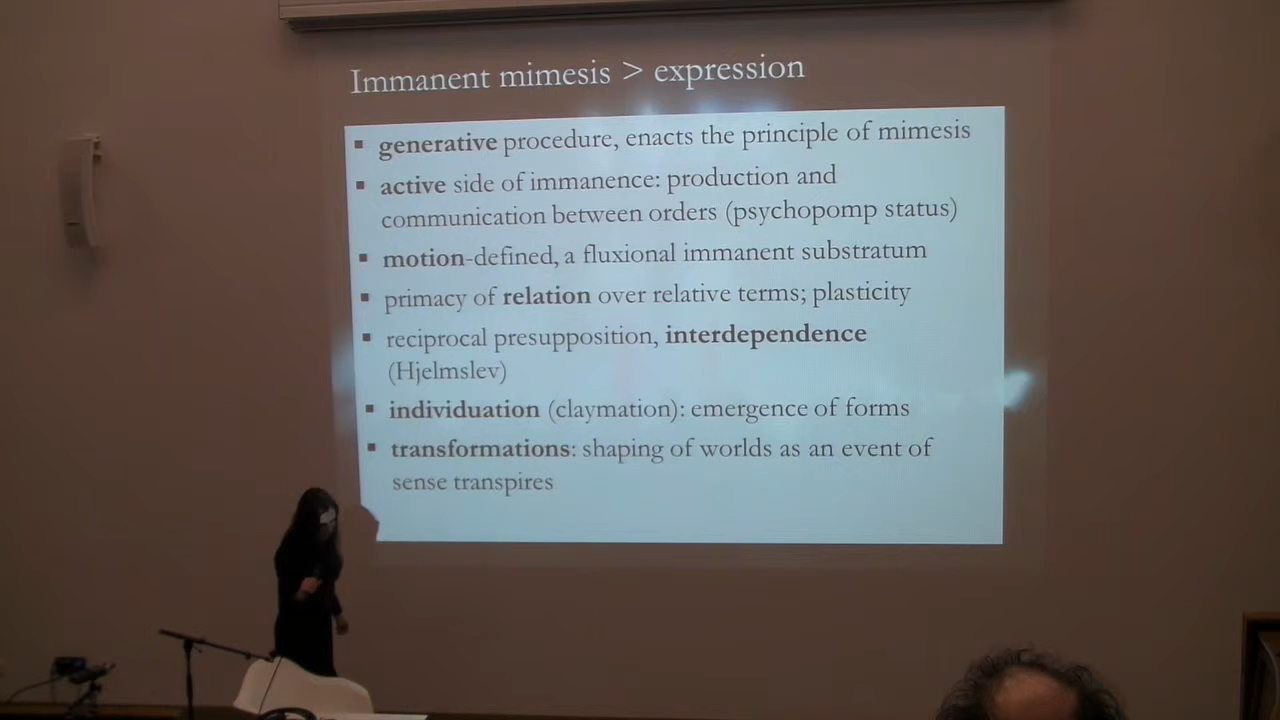 Immanent mimesis > expression
▪ generative procedure, enacts the principle of mimesis
▪ active side of immanence: production and
communication between orders (psychopomp status)
▪ motion-defined, a fluxional immanent substratum
▪ primacy of relation over relative terms; plasticity
▪ reciprocal presupposition, interdependence
(Hjelmslev)
▪ individuation (claymation): emergence of forms
▪ transformations: shaping of worlds as an event of
sense transpires